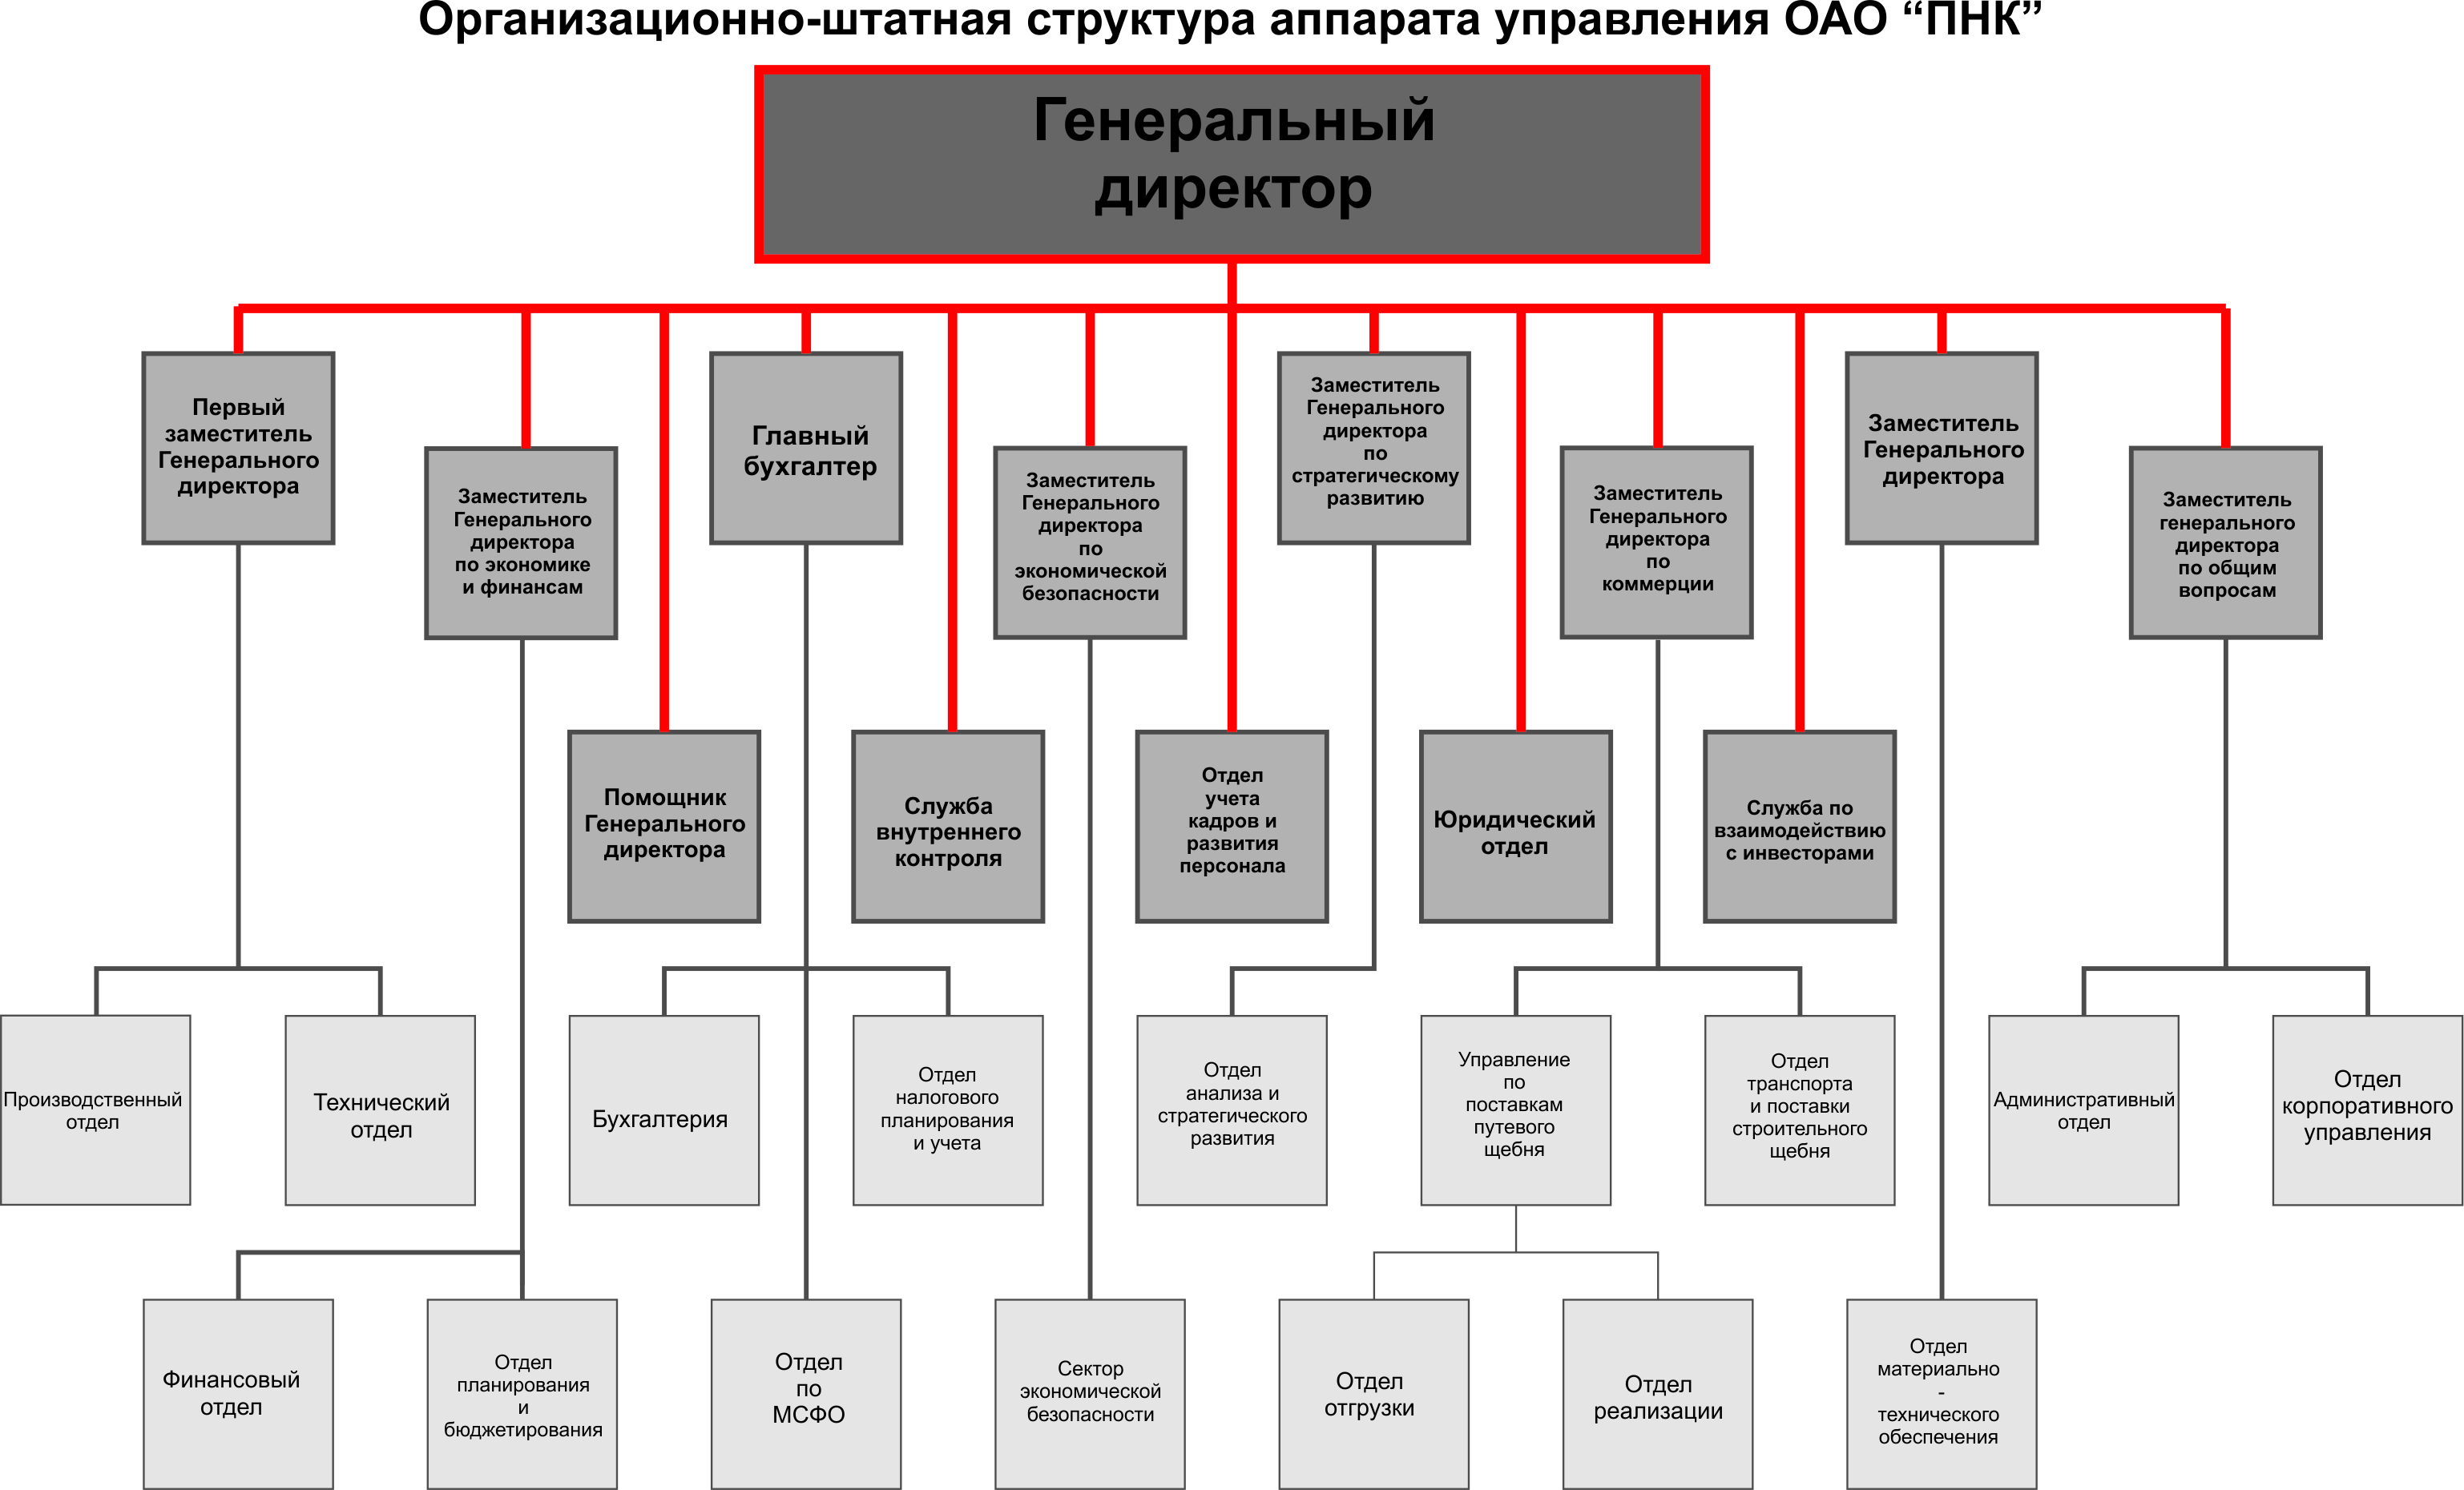 Организационно-штатная структура аппарата управления ОАО “ПНК”
Генеральный
директор
Первый
заместитель
Генерального
директора
Заместитель
Генерального
директора
по экономике
и финансам
Главный
бухгалтер
Заместитель
Генерального
директора
по
экономической
безопасности
Заместитель
Генерального
директора
по
стратегическому
развитию
Заместитель
Генерального
директора
по
коммерции
Заместитель
Генерального
директора
Заместитель
генерального
директора
по общим
вопросам
Помощник
Генерального
директора
Служба
внутреннего
контроля
Отдел
учета
кадров и
развития
персонала
Юридический
отдел
Служба по
взаимодействию
с инвесторами
Производственный
отдел
Технический
отдел
Бухгалтерия
Отдел
налогового
планирования
и учета
Отдел
анализа и
стратегического
развития
Управление
по
поставкам
путевого
щебня
Отдел
транспорта
и поставки
строительного
щебня
Административный
отдел
Отдел
корпоративного
управления
Финансовый
отдел
Отдел
планирования
и
бюджетирования
Отдел
по
МСФО
Сектор
экономической
безопасности
Отдел
отгрузки
Отдел
реализации
Отдел
материально
-
технического
обеспечения